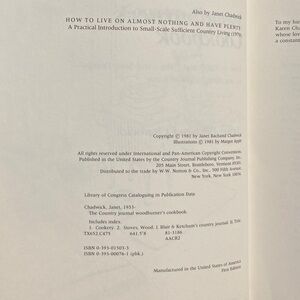 Also by Janet Chadwick
HOW TO LIVE ON ALMOST NOTHING AND HAVE PLENTY
A Practical Introduction to Small-Scale Sufficient Country Living (1979)
To my hus
Karen Cha
whose lov
a constan
Copyright © 1981 by Janet Bachand Chadwick
Illustrations © 1981 by Margot Apple
All rights reserved under International and Pan-American Copyright Convention.
Published in the United States by the Country Journal Publishing Company, Inc.
205 Main Street, Brattleboro, Vermont 05301.
Distributed to the trade by W.W. Norton & Co., Inc., 500 Fifth Avenue,
New York, New York 10036
Library of Congress Cataloguing in Publication Data
Chadwick, Janet, 1933-
The Country journal woodburner's cookbook.
Includes index.
1. Cookery. 2. Stoves, Wood. I. Blair & Ketchum's country journal. II. Title.
TX652.C475 641.5'8 81-3186
AACR2
ISBN 0-393-01503-3
ISBN 0-393-00076-1 (pbk.)
Manufactured in the United States of America
First Edition